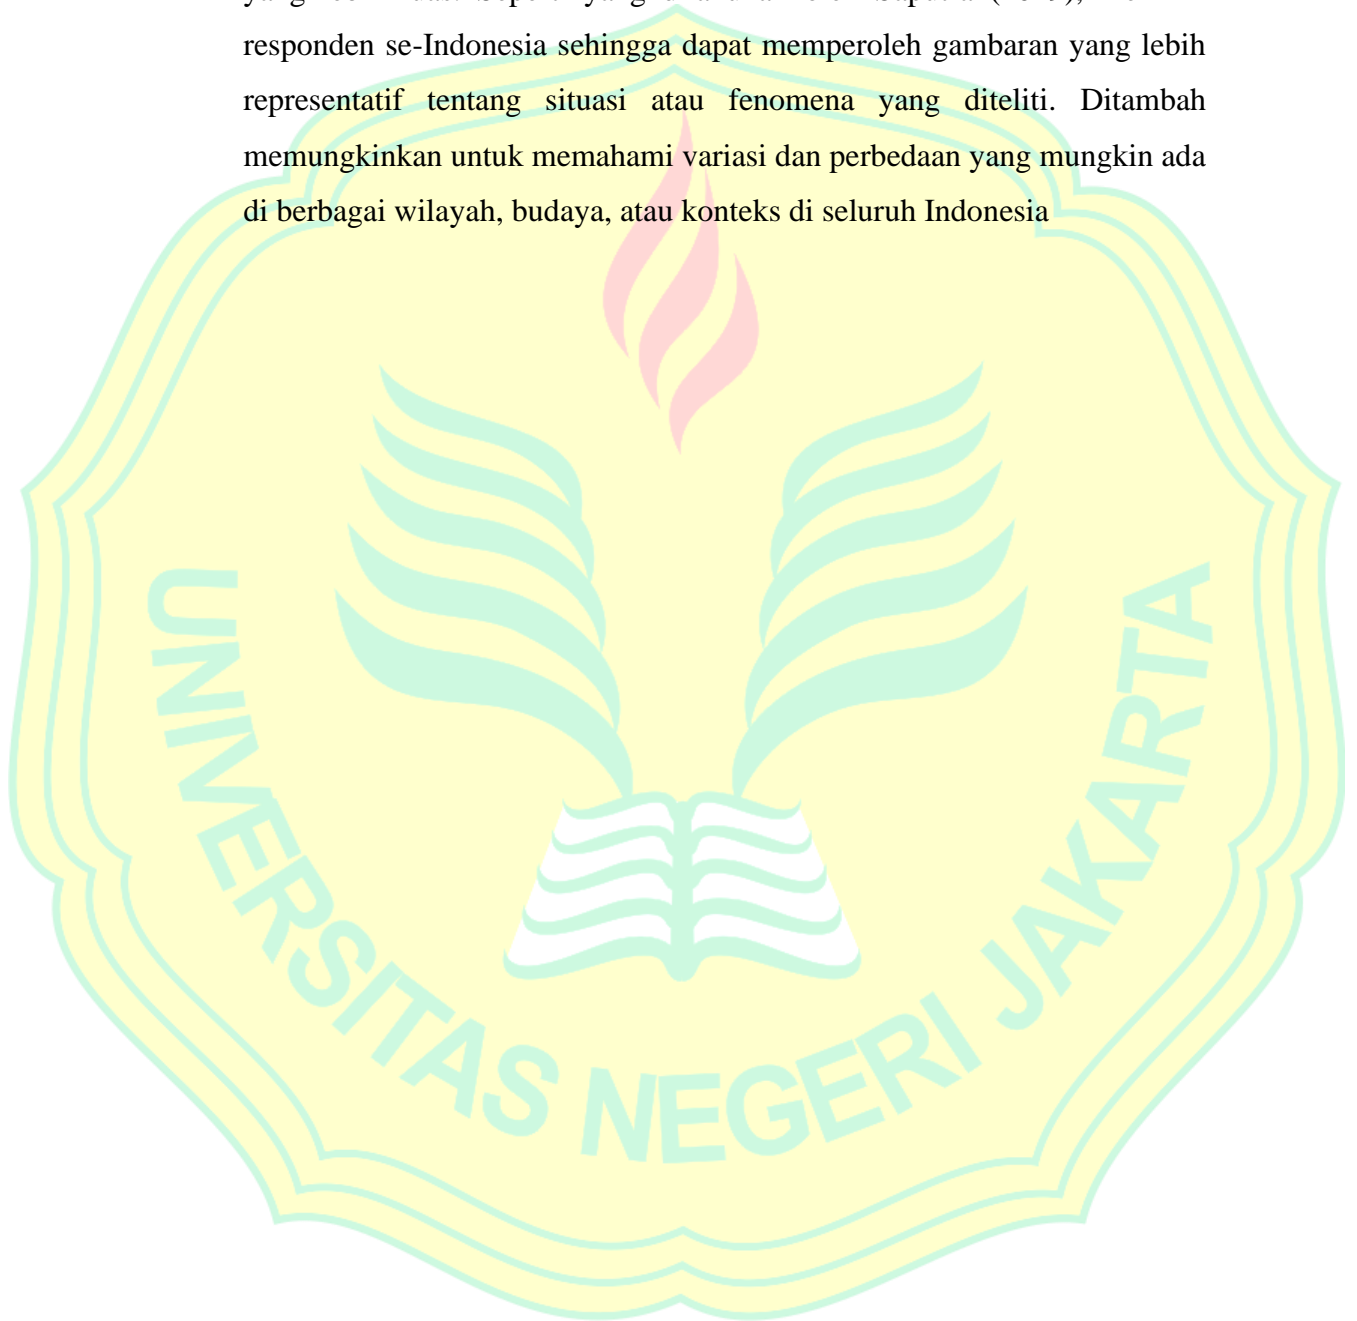 responden se-Indonesia sehingga dapat memperoleh gambaran yang lebih
representatif tentang situasi atau fenomena yang diteliti. Ditambah
memungkinkan untuk memahami variasi dan perbedaan yang mungkin ada
di berbagai wilayah, budaya, atau konteks di seluruh Indonesia
UNIVERSITAS NEGERI JAKARTA